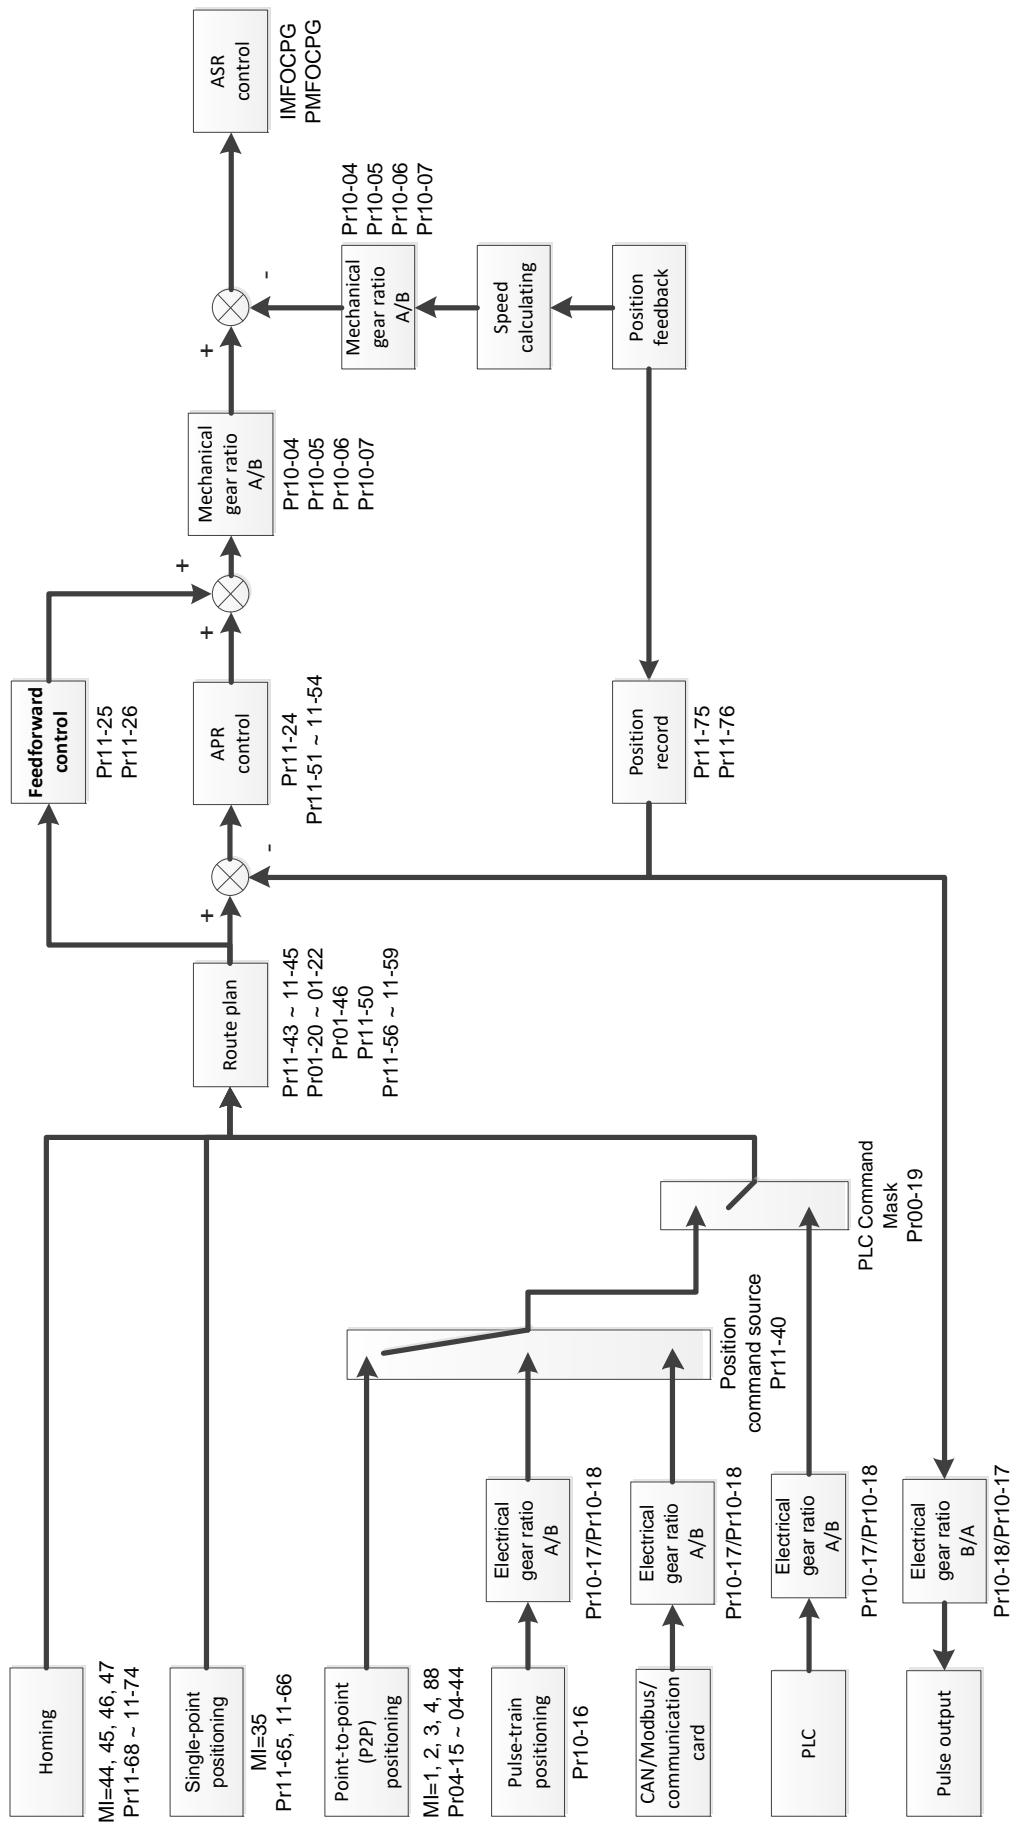 Homing
MI=44, 45, 46, 47
Pr11-68 ~ 11-74
Single-point
positioning
MI=35
Pr11-65, 11-66
Point-to-point
(P2P)
positioning
MI=1, 2, 3, 4, 88
Pr04-15 ~ 04-44
Pulse-train
positioning
Pr10-16
CAN/Modbus/
communication
card
PLC
Pulse output
Electrical
gear ratio
A/B
Pr10-17/Pr10-18
Electrical
gear ratio
A/B
Pr10-17/Pr10-18
Electrical
gear ratio
A/B
Pr10-17/Pr10-18
Electrical
gear ratio
B/A
Pr10-18/Pr10-17
Position
command source
Pr11-40
PLC Command
Mask
Pr00-19
Route plan
Pr11-43 ~ 11-45
Pr01-20 ~ 01-22
Pr01-46
Pr11-50
Pr11-56 ~ 11-59
+
-
Feedforward
control
Pr11-25
Pr11-26
APR
control
Pr11-24
Pr11-51 ~ 11-54
Position
record
Pr11-75
Pr11-76
+
+
Mechanical
gear ratio
A/B
Pr10-04
Pr10-05
Pr10-06
Pr10-07
+
-
Mechanical
gear ratio
A/B
Pr10-04
Pr10-05
Pr10-06
Pr10-07
Speed
calculating
Position
feedback
ASR
control
IMFOCPG
PMFOCPG